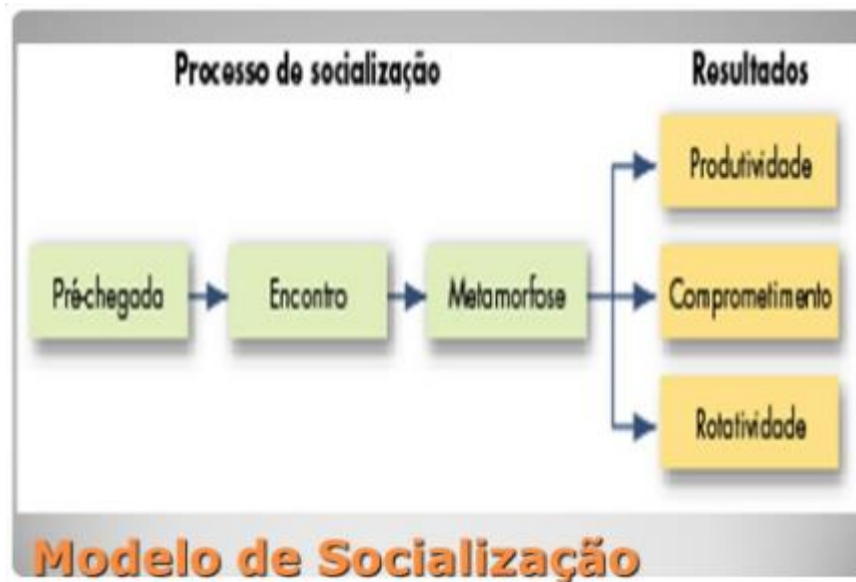 Processo de socialização
Resultados
Produtividade
Pré-chegada
Encontro
Metamorfose
Comprometimento
Rotatividade
Modelo de Socialização